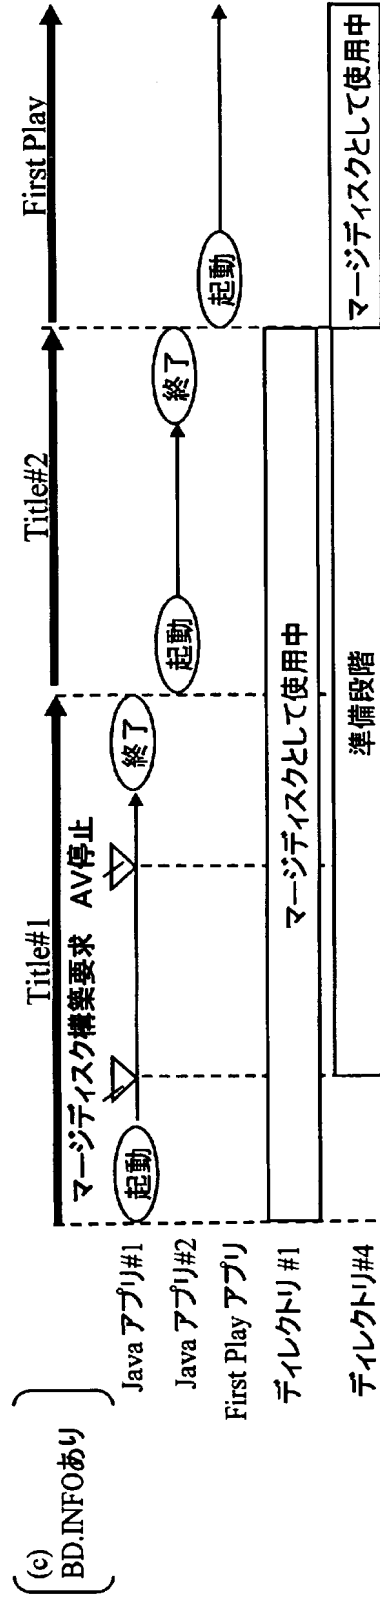 (c)
BD.INFOあり
Title#1
Title#2
First Play
マージディスク構築要求 AV停止
Java アプリ#1
起動
終了
Java アプリ#2
起動
終了
First Play アプリ
起動
ディレクトリ #1
マージディスクとして使用中
ディレクトリ#4
準備段階
マージディスクとして使用中